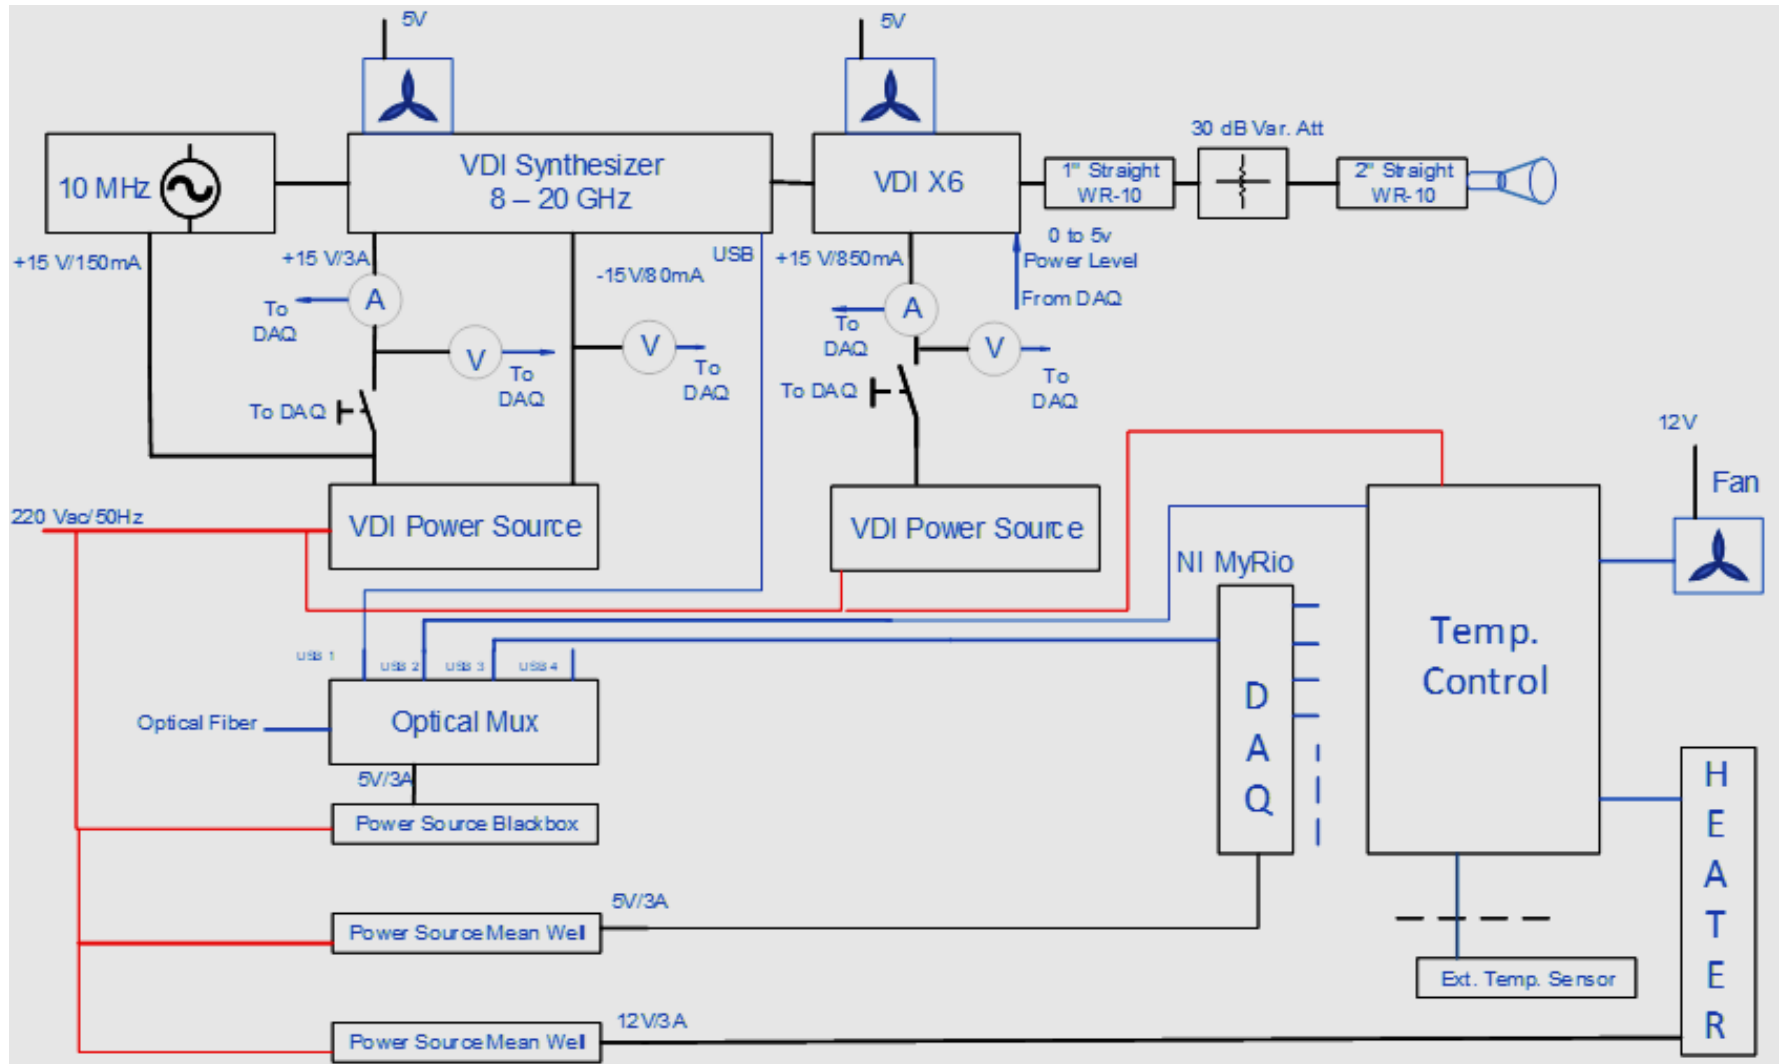 5V
5V
30 dB Var. Att
10 MHz
VDI Synthesizer
8 – 20 GHz
VDI X6
1" Straight
WR-10
2" Straight
WR-10
+15 V/150mA
+15 V/3A
-15V/80mA
USB
+15 V/850mA
0 to 5v
Power Level
From DAQ
A
To
DAQ
V
To
DAQ
V
To
DAQ
A
To
DAQ
V
To
DAQ
To DAQ
To DAQ
12V
Fan
220 Vac/50Hz
VDI Power Source
VDI Power Source
NI MyRio
Temp.
Control
USB 1
USB 2
USB 3
USB 4
Optical Fiber
Optical Mux
DAQ
5V/3A
Power Source Blackbox
HEATER
5V/3A
Power Source Mean Well
Ext. Temp. Sensor
12V/3A
Power Source Mean Well